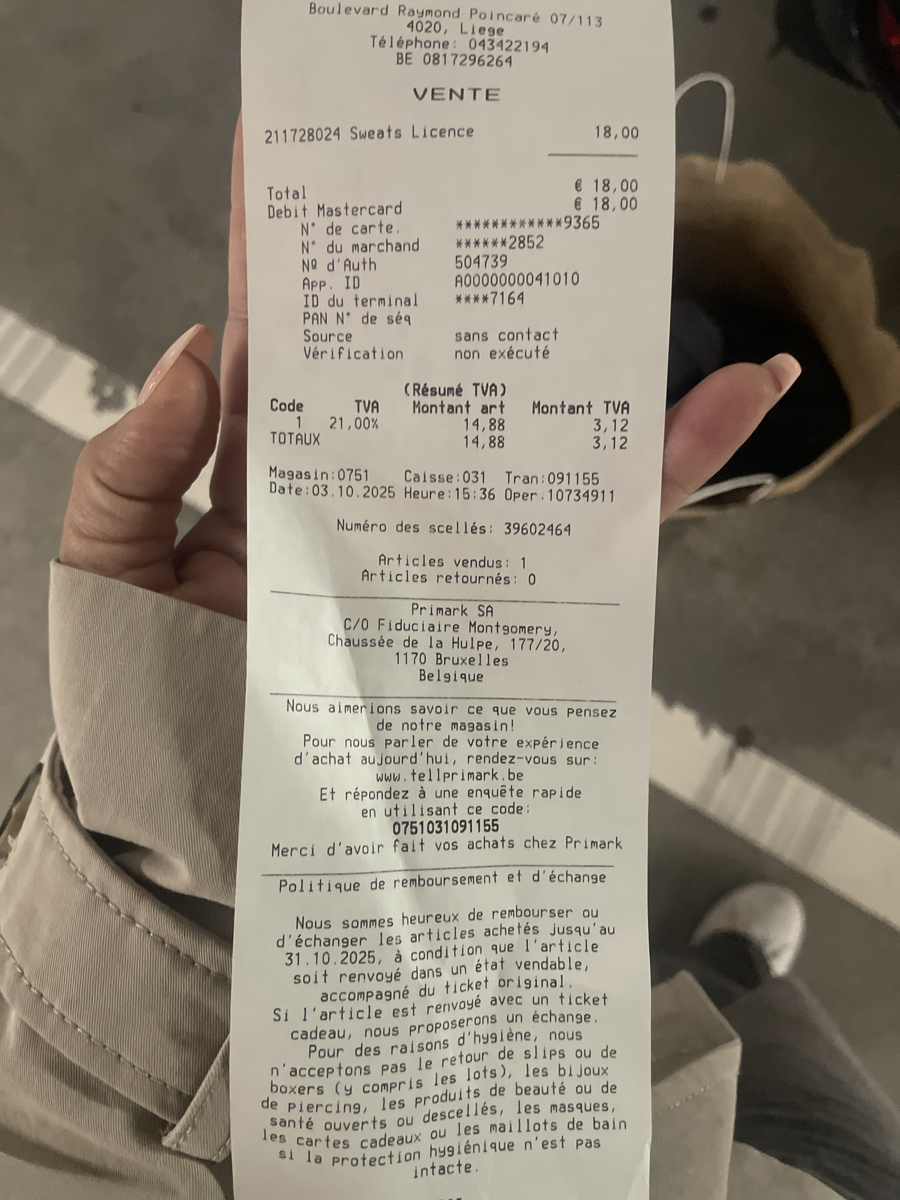 Boulevard Raymond Poincaré 07/113
4020, Liege
Téléphone: 043422194
BE 0817296264
VENTE
211728024 Sweats Licence 18,00
Total € 18,00
Debit Mastercard € 18,00
N° de carte. ************9365
N° du marchand ******2852
Nº d'Auth 504739
App. ID A0000000041010
ID du terminal ****7164
PAN N° de séq
Source sans contact
Vérification non exécuté
(Résumé TVA)
Code TVA Montant art Montant TVA
1 21,00% 14,88 3,12
TOTAUX 14,88 3,12
Magasin:0751 Caisse:031 Tran:091155
Date:03.10.2025 Heure:15:36 Oper.10734911
Numéro des scellés: 39602464
Articles vendus: 1
Articles retournés: 0
Primark SA
C/O Fiduciaire Montgomery,
Chaussée de la Hulpe, 177/20,
1170 Bruxelles
Belgique
Nous aimerions savoir ce que vous pensez
de notre magasin!
Pour nous parler de votre expérience
d'achat aujourd'hui, rendez-vous sur:
www.tellprimark.be
Et répondez à une enquête rapide
en utilisant ce code:
0751031091155
Merci d'avoir fait vos achats chez Primark
Politique de remboursement et d'échange
Nous sommes heureux de rembourser ou
d'échanger les articles achetés jusqu'au
31.10.2025, à condition que l'article
soit renvoyé dans un état vendable,
accompagné du ticket original.
Si l'article est renvoyé avec un ticket
cadeau, nous proposerons un échange.
Pour des raisons d'hygiène, nous
n'acceptons pas le retour de slips ou de
boxers (y compris les lots), les bijoux
de piercing, les produits de beauté ou de
santé ouverts ou descellés, les masques,
les cartes cadeaux ou les maillots de bain
si la protection hygiénique n'est pas
intacte.